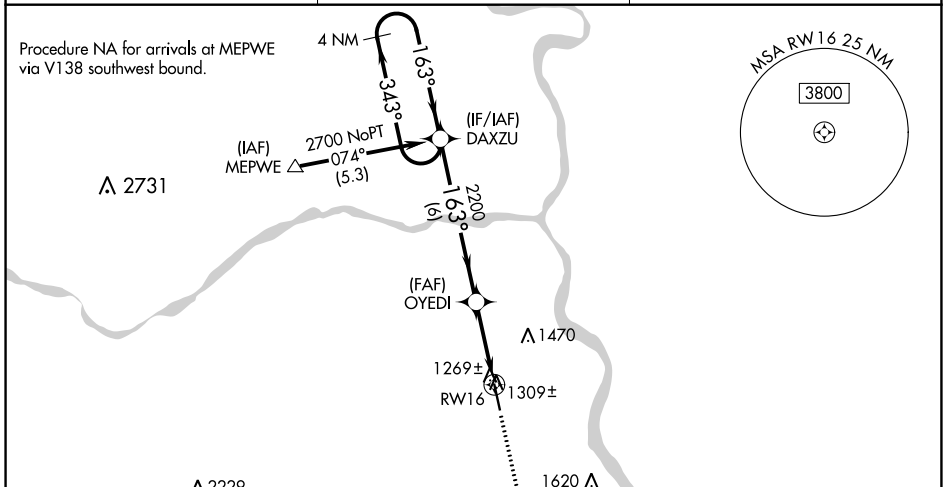 Procedure NA for arrivals at MEPWE
via V138 southwest bound.
4 NM
163°
343°
MSA RW16 25 NM
3800
(IF/IAF)
DAXZU
(IAF)
MEPWE
2700 NoPT
074°
(5.3)
2731
2200
163°
(6)
(FAF)
OYEDI
1470
1269±
RW16
1309±
2229
1620